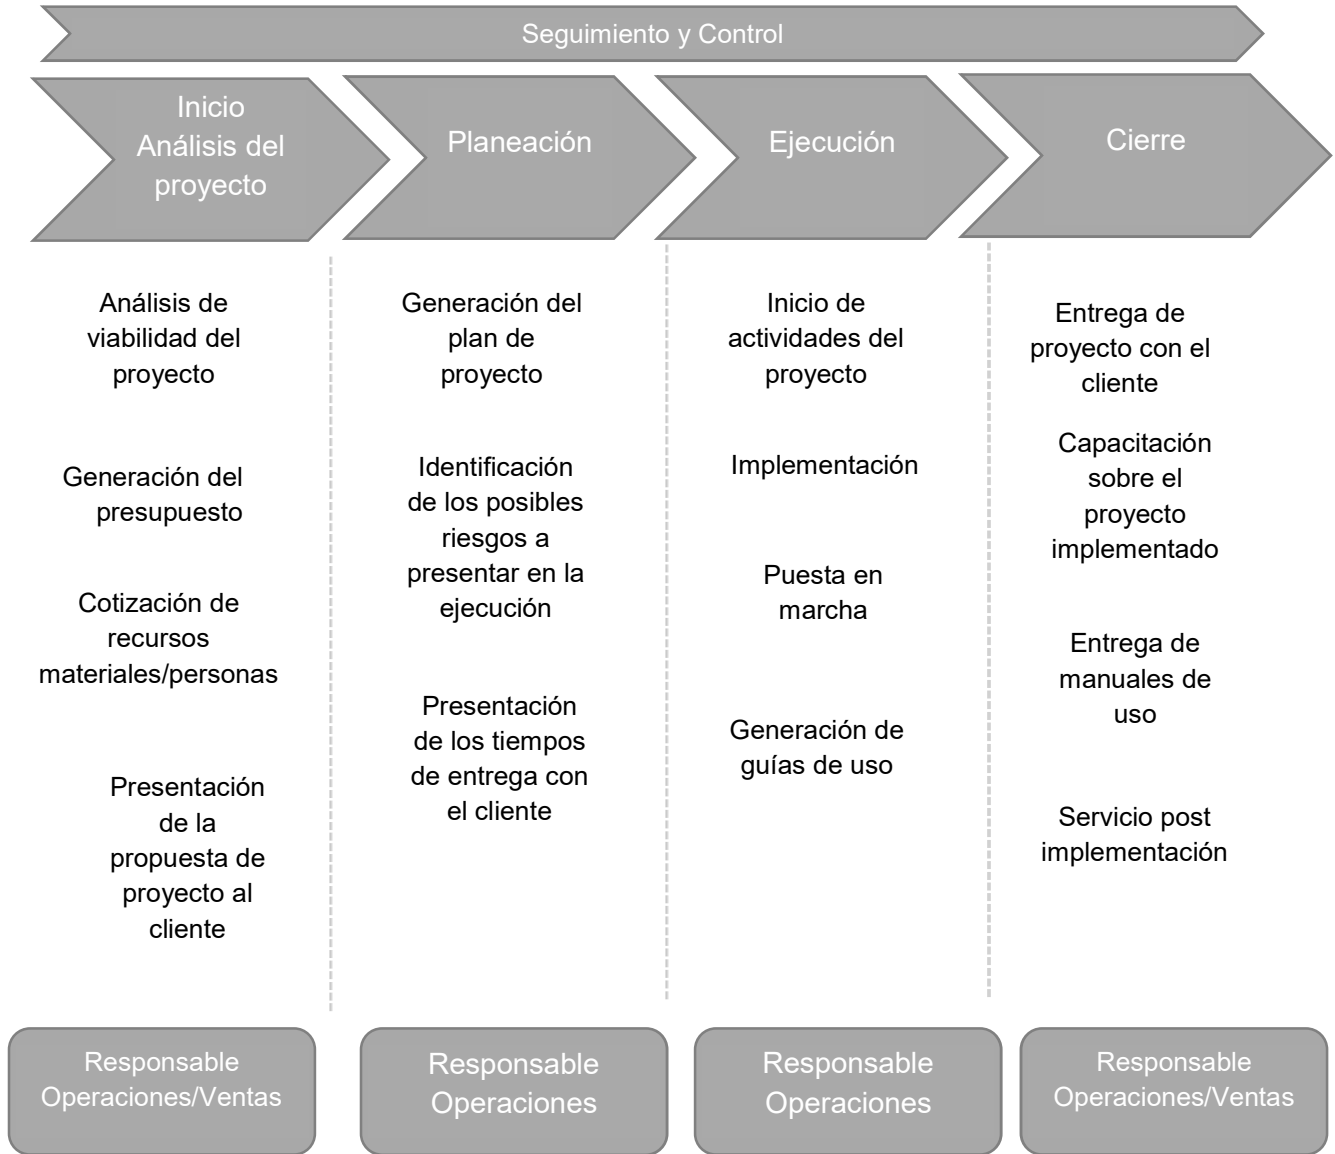 Seguimiento y Control
Inicio
Análisis del
proyecto
Planeación
Ejecución
Cierre
Análisis de
viabilidad del
proyecto
Generación del
presupuesto
Cotización de
recursos
materiales/personas
Presentación
de la
propuesta de
proyecto al
cliente
Generación del
plan de
proyecto
Identificación
de los posibles
riesgos a
presentar en la
ejecución
Presentación
de los tiempos
de entrega con
el cliente
Inicio de
actividades del
proyecto
Implementación
Puesta en
marcha
Generación de
guías de uso
Entrega de
proyecto con el
cliente
Capacitación
sobre el
proyecto
implementado
Entrega de
manuales de
uso
Servicio post
implementación
Responsable
Operaciones/Ventas
Responsable
Operaciones
Responsable
Operaciones
Responsable
Operaciones/Ventas